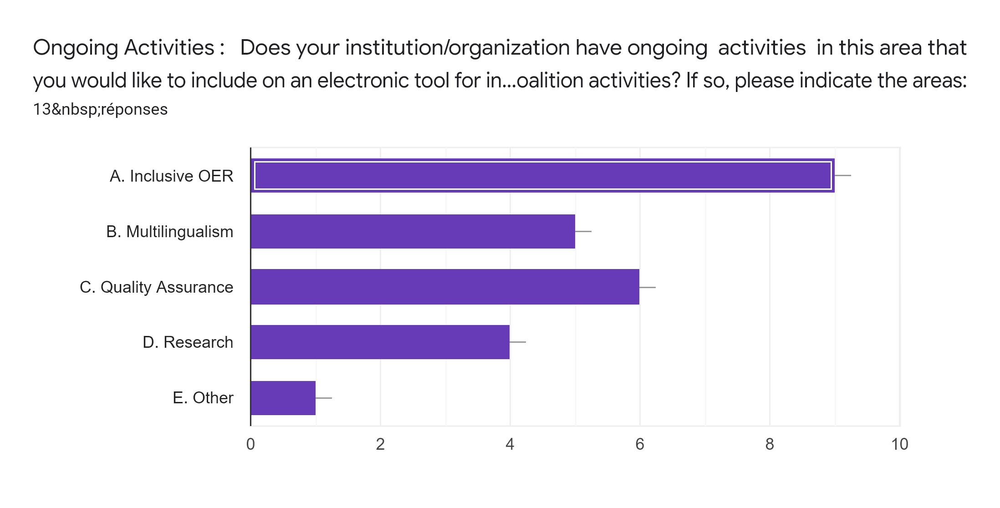 Ongoing Activities :   Does your institution/organization have ongoing  activities  in this area that
you would like to include on an electronic tool for in...oalition activities? If so, please indicate the areas:
13&nbsp;réponses
A. Inclusive OER
B. Multilingualism
C. Quality Assurance
D. Research
E. Other
0 2 4 6 8 10